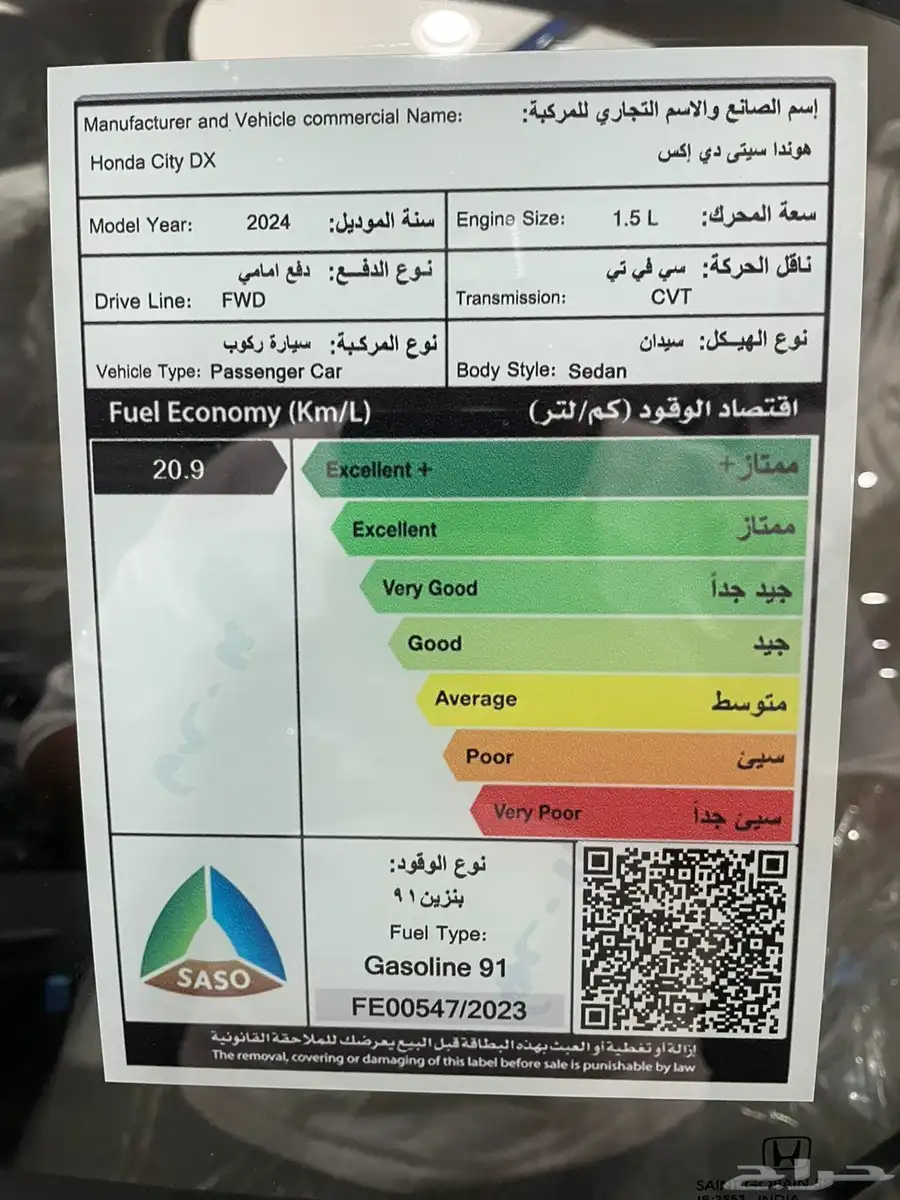 Manufacturer and Vehicle commercial Name: إسم الصانع والاسم التجاري للمركبة:
Honda City DX هوندا سيتى دي إكس
Model Year: 2024 سنة الموديل:
Engine Size: 1.5 L سعة المحرك:
نوع الدفـــع: دفع امامي
Drive Line: FWD
ناقل الحركة: سي في تي
Transmission: CVT
نوع المركبة: سيارة ركوب
Vehicle Type: Passenger Car
نوع الهيــكل: سيدان
Body Style: Sedan
Fuel Economy (Km/L) اقتصاد الوقود (كم/لتر)
20.9
Excellent + ممتاز+
Excellent ممتاز
Very Good جيد جداً
Good جيد
Average متوسط
Poor سيئ
Very Poor سيئ جداً
SASO
نوع الوقود:
بنزين ٩١
Fuel Type:
Gasoline 91
FE00547/2023
إزالة أو تغطية أو العبث بهذه البطاقة قبل البيع يعرضك للملاحقة القانونية
The removal, covering or damaging of this label before sale is punishable by law
حراج